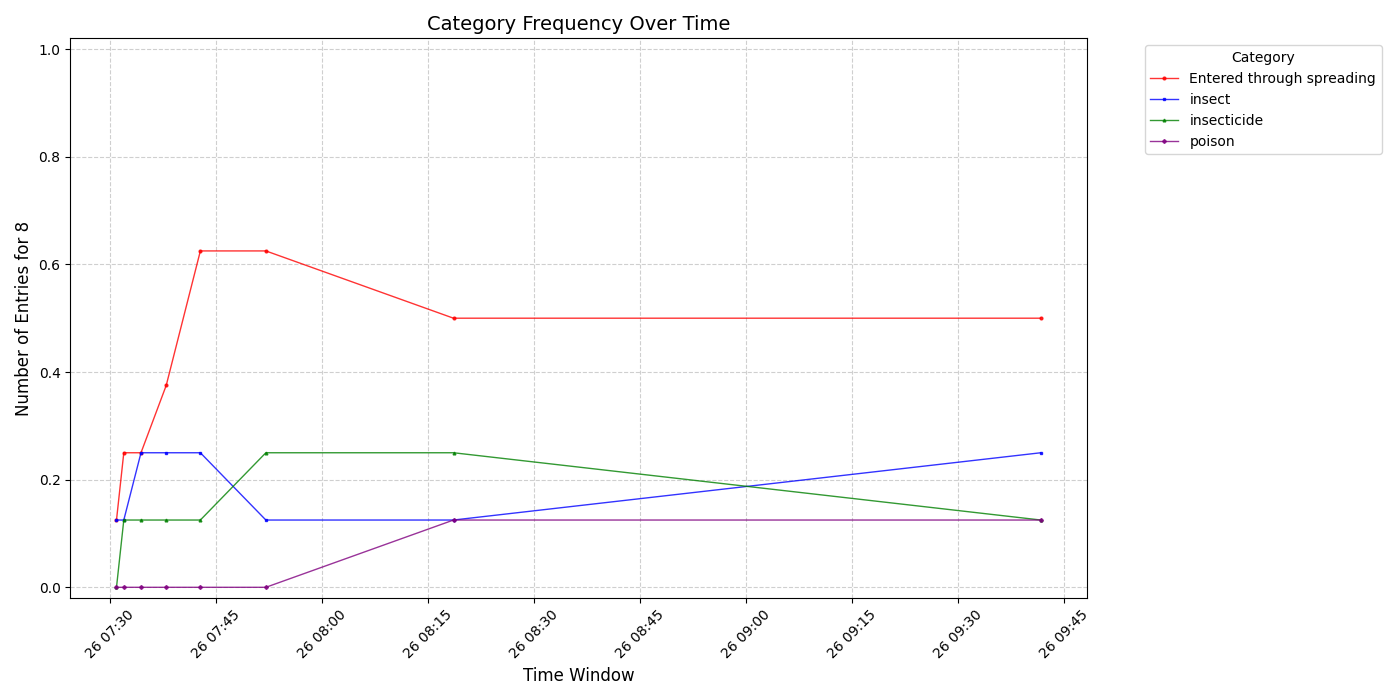 Category Frequency Over Time
Number of Entries for 8
1.0
0.8
0.6
0.4
0.2
0.0
26 07:30
26 07:45
26 08:00
26 08:15
26 08:30
26 08:45
26 09:00
26 09:15
26 09:30
26 09:45
Time Window
Category
Entered through spreading
insect
insecticide
poison